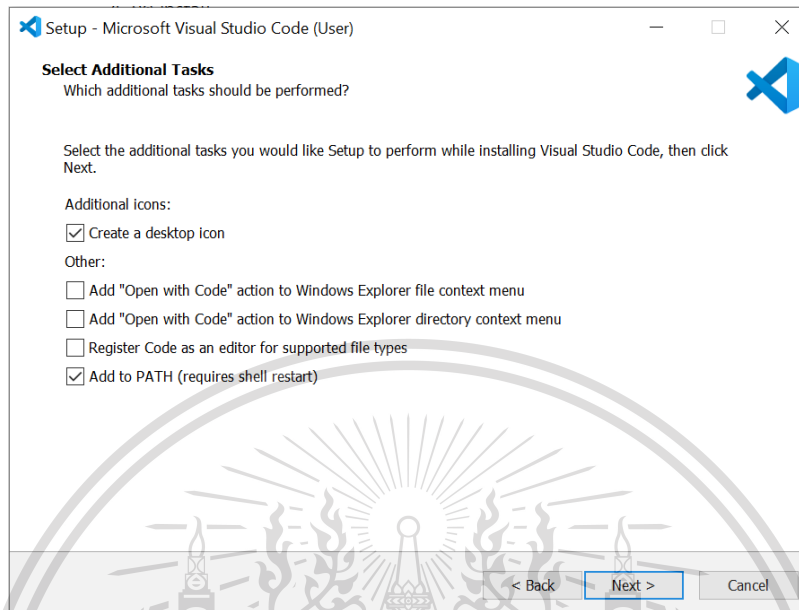 Setup - Microsoft Visual Studio Code (User)
Select Additional Tasks
Which additional tasks should be performed?
Select the additional tasks you would like Setup to perform while installing Visual Studio Code, then click
Next.
Additional icons:
Create a desktop icon
Other:
Add "Open with Code" action to Windows Explorer file context menu
Add "Open with Code" action to Windows Explorer directory context menu
Register Code as an editor for supported file types
Add to PATH (requires shell restart)
< Back Next > Cancel